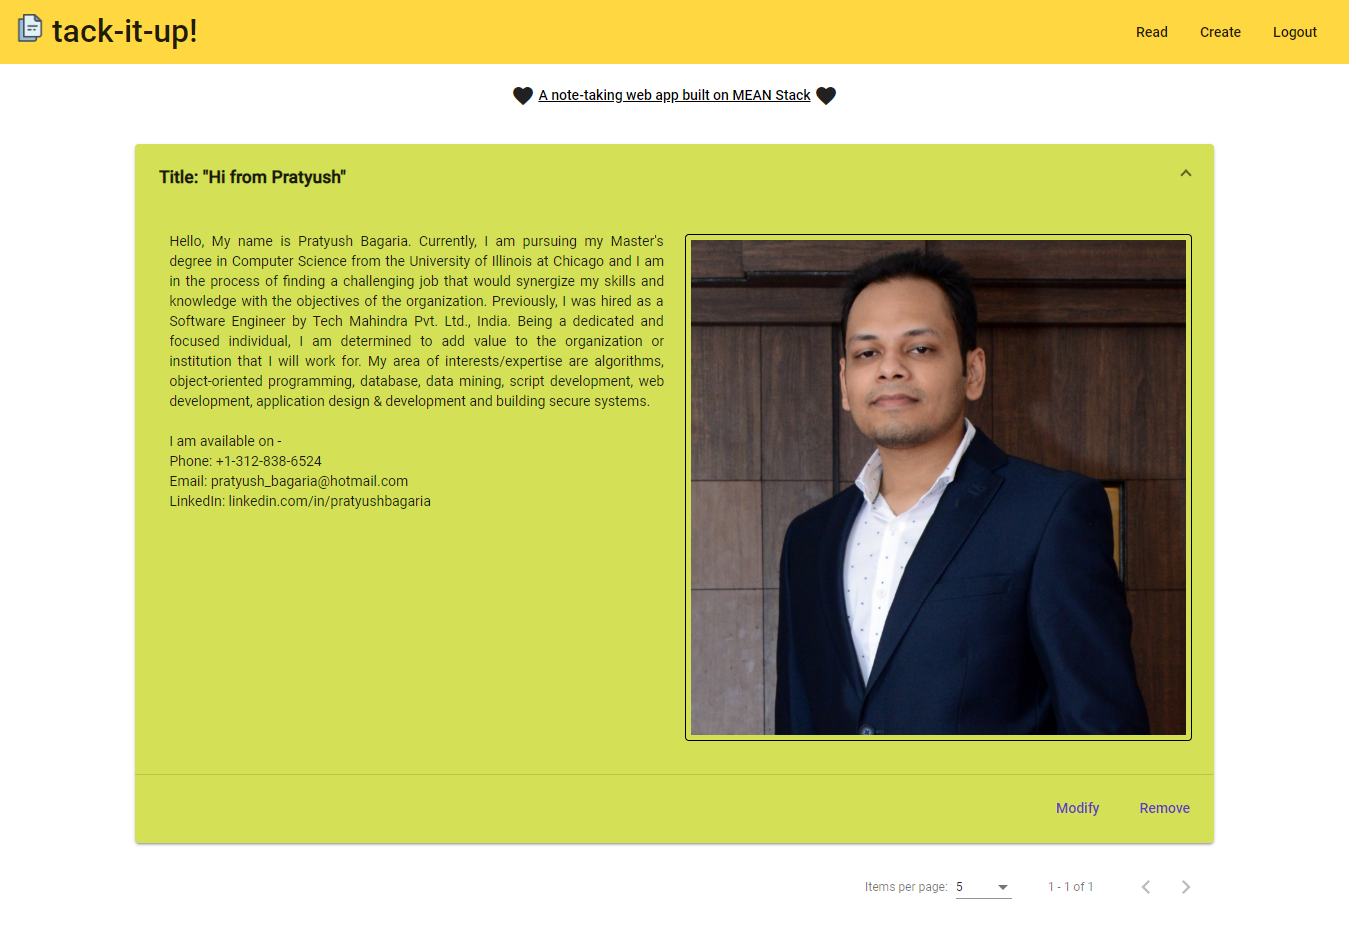 tack-it-up!
Read
Create
Logout
A note-taking web app built on MEAN Stack
Title: "Hi from Pratyush"
Hello, My name is Pratyush Bagaria. Currently, I am pursuing my Master's
degree in Computer Science from the University of Illinois at Chicago and I am
in the process of finding a challenging job that would synergize my skills and
knowledge with the objectives of the organization. Previously, I was hired as a
Software Engineer by Tech Mahindra Pvt. Ltd., India. Being a dedicated and
focused individual, I am determined to add value to the organization or
institution that I will work for. My area of interests/expertise are algorithms,
object-oriented programming, database, data mining, script development, web
development, application design & development and building secure systems.
I am available on -
Phone: +1-312-838-6524
Email: pratyush_bagaria@hotmail.com
LinkedIn: linkedin.com/in/pratyushbagaria
Modify
Remove
Items per page: 5
1 - 1 of 1